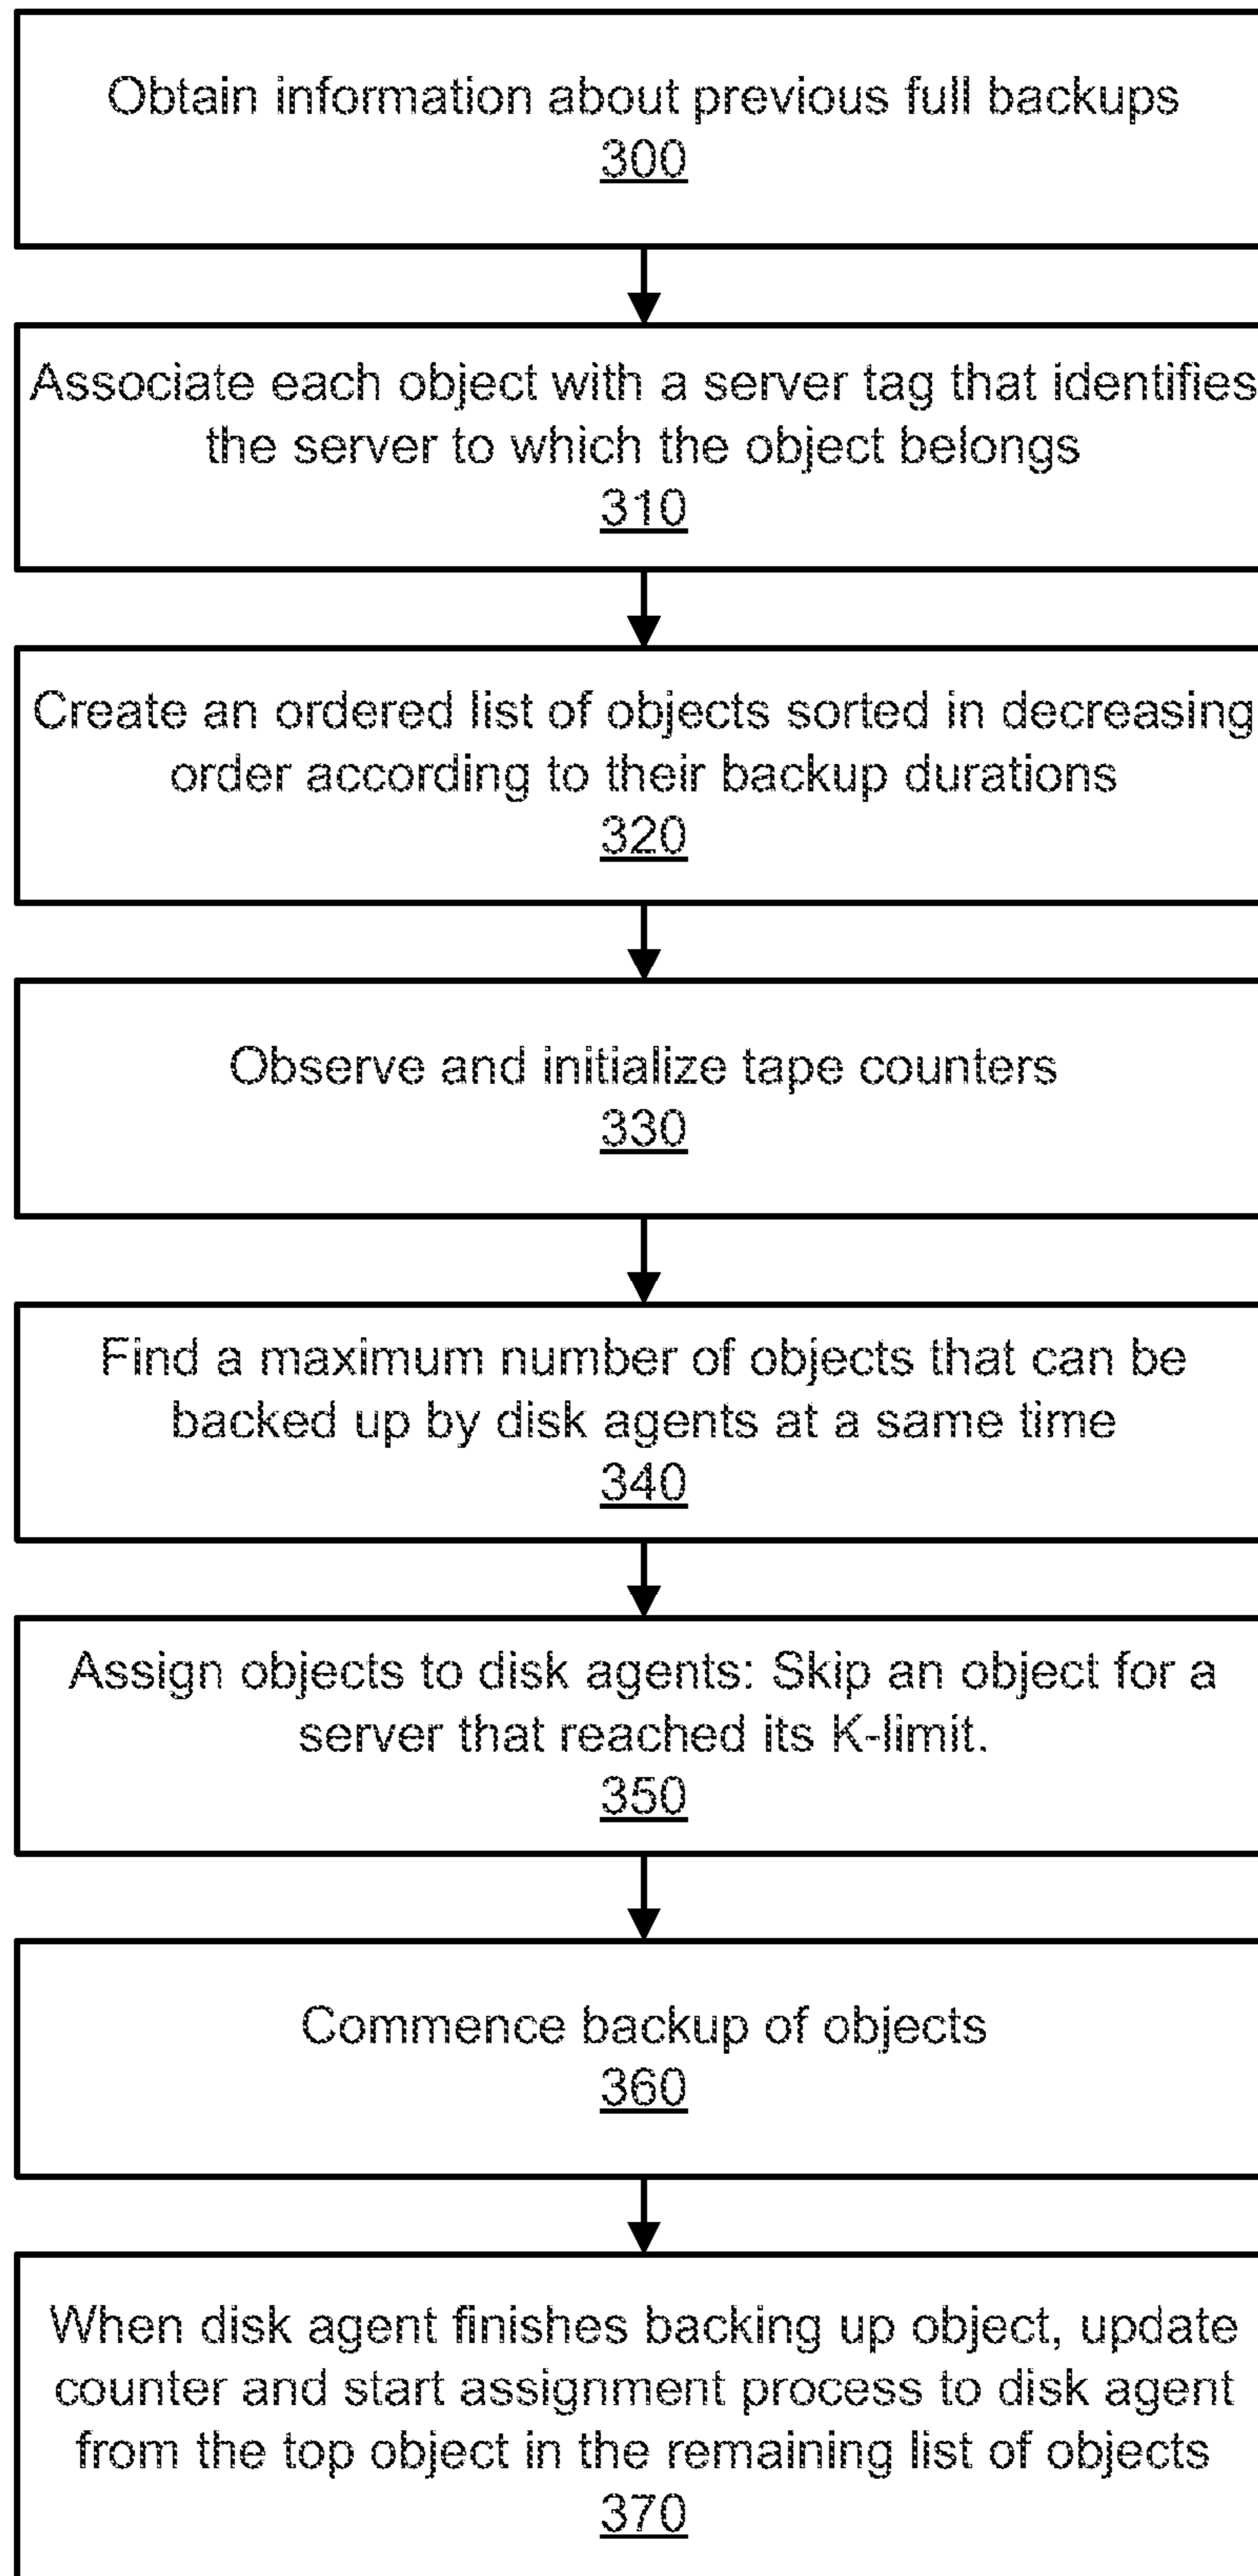 Obtain information about previous full backups
300
Associate each object with a server tag that identifies
the server to which the object belongs
310
Create an ordered list of objects sorted in decreasing
order according to their backup durations
320
Observe and initialize tape counters
330
Find a maximum number of objects that can be
backed up by disk agents at a same time
340
Assign objects to disk agents: Skip an object for a
server that reached its K-limit.
350
Commence backup of objects
360
When disk agent finishes backing up object, update
counter and start assignment process to disk agent
from the top object in the remaining list of objects
370